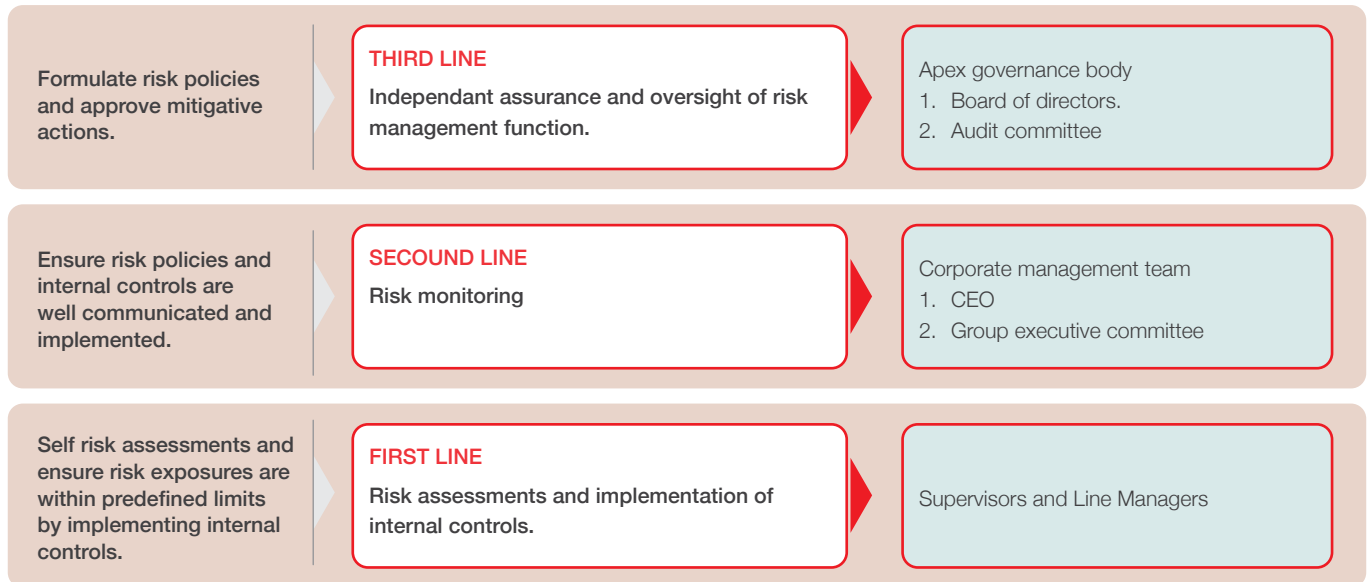 Formulate risk policies
and approve mitigative
actions.
THIRD LINE
Independant assurance and oversight of risk
management function.
Apex governance body
1. Board of directors.
2. Audit committee
Ensure risk policies and
internal controls are
well communicated and
implemented.
SECOUND LINE
Risk monitoring
Corporate management team
1. CEO
2. Group executive committee
Self risk assessments and
ensure risk exposures are
within predefined limits
by implementing internal
controls.
FIRST LINE
Risk assessments and implementation of
internal controls.
Supervisors and Line Managers